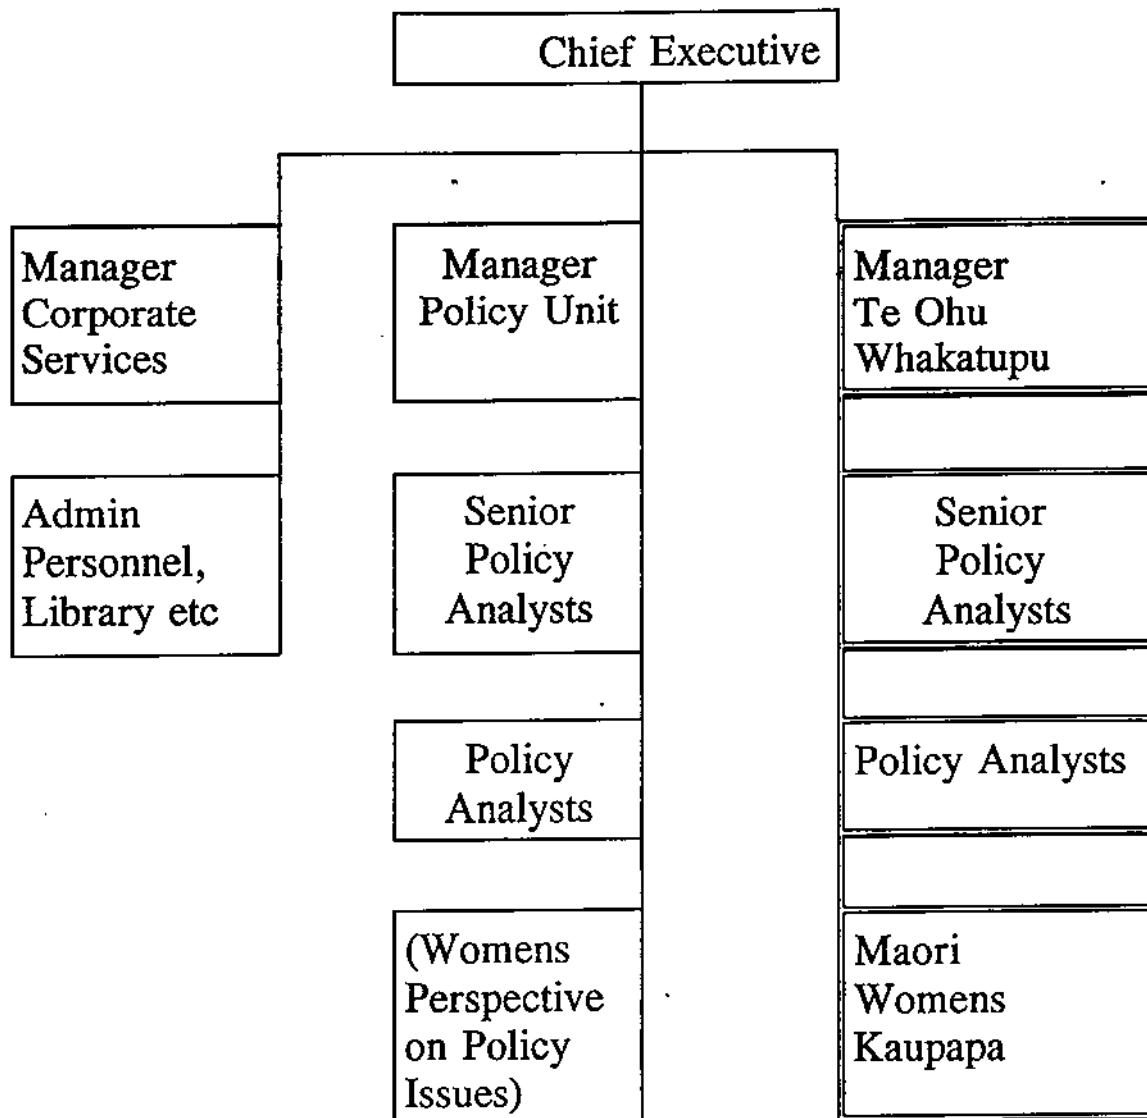 Chief Executive
Manager
Corporate
Services
Manager
Policy Unit
Manager
Te Ohu
Whakatupu
Admin
Personnel,
Library etc
Senior
Policy
Analysts
Senior
Policy
Analysts
Policy
Analysts
Policy Analysts
(Womens
Perspective
on Policy
Issues)
Maori
Womens
Kaupapa